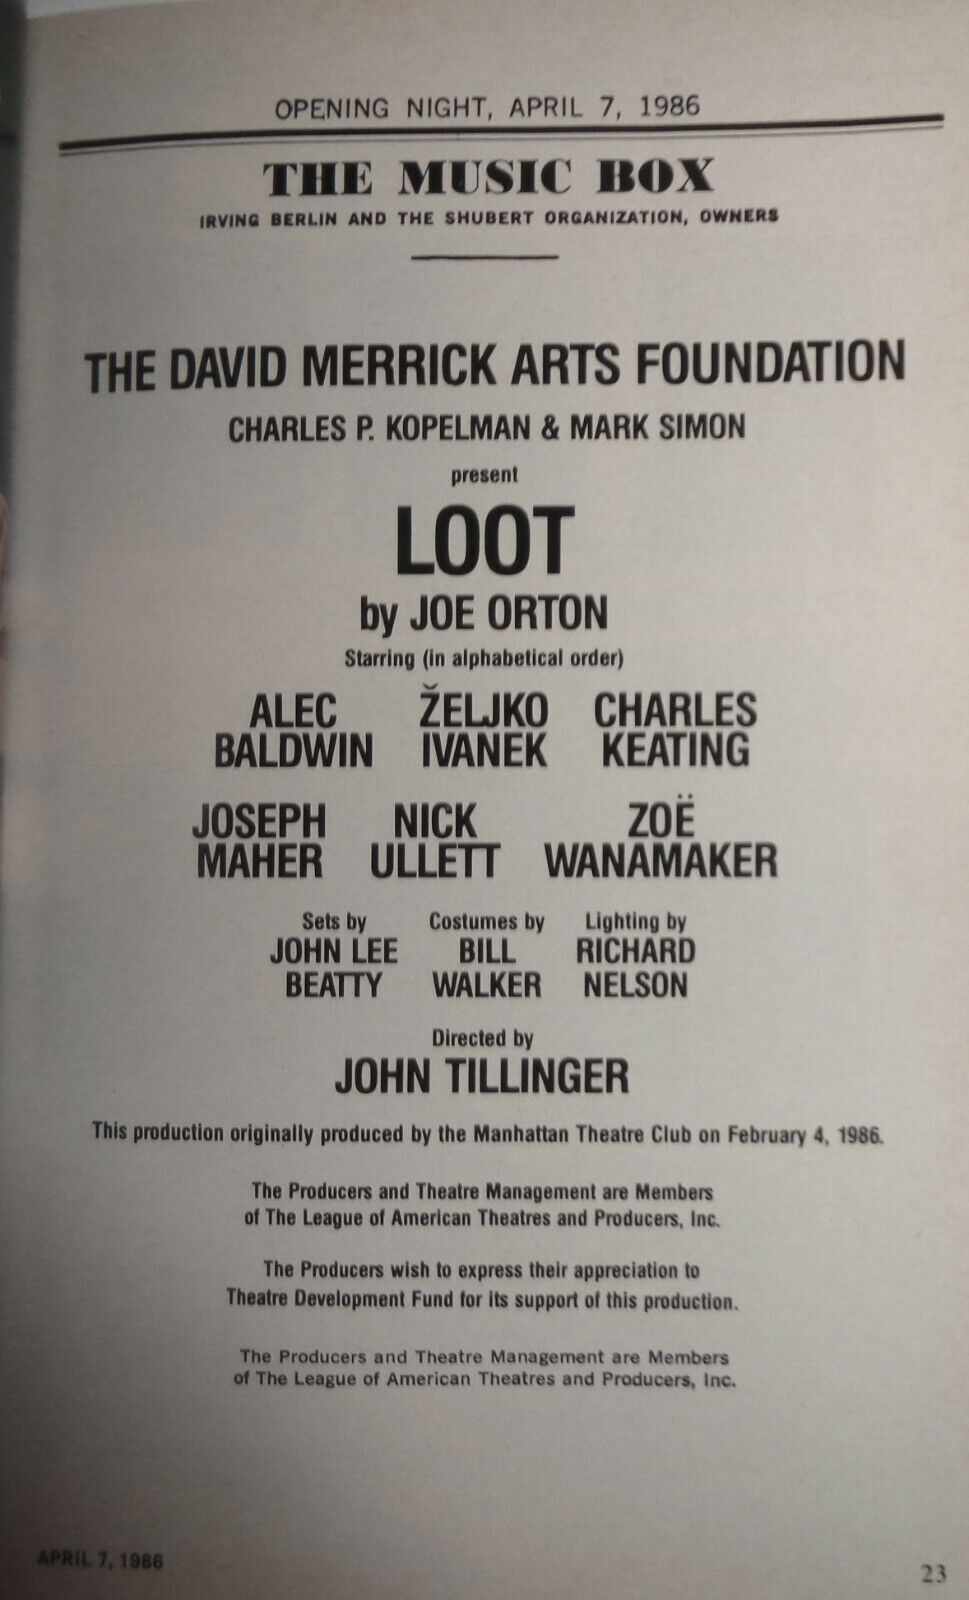 OPENING NIGHT, APRIL 7, 1986
THE MUSIC BOX
IRVING BERLIN AND THE SHUBERT ORGANIZATION, OWNERS
THE DAVID MERRICK ARTS FOUNDATION
CHARLES P. KOPELMAN & MARK SIMON
present
LOOT
by JOE ORTON
Starring (in alphabetical order)
ALEC BALDWIN
ŽELJKO IVANEK
CHARLES KEATING
JOSEPH MAHER
NICK ULLETT
ZOË WANAMAKER
Sets by
JOHN LEE
BEATTY
Costumes by
BILL
WALKER
Lighting by
RICHARD
NELSON
Directed by
JOHN TILLINGER
This production originally produced by the Manhattan Theatre Club on February 4, 1986.
The Producers and Theatre Management are Members
of The League of American Theatres and Producers, Inc.
The Producers wish to express their appreciation to
Theatre Development Fund for its support of this production.
The Producers and Theatre Management are Members
of The League of American Theatres and Producers, Inc.
APRIL 7, 1986
23